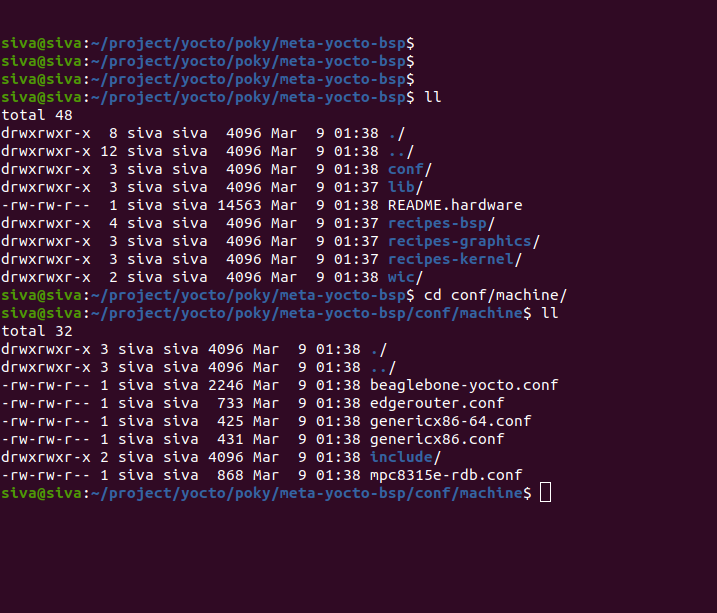 siva@siva:~/project/yocto/poky/meta-yocto-bsp$
siva@siva:~/project/yocto/poky/meta-yocto-bsp$
siva@siva:~/project/yocto/poky/meta-yocto-bsp$
siva@siva:~/project/yocto/poky/meta-yocto-bsp$ ll
total 48
drwxrwxr-x  8 siva siva  4096 Mar  9 01:38 ./
drwxrwxr-x 12 siva siva  4096 Mar  9 01:38 ../
drwxrwxr-x  3 siva siva  4096 Mar  9 01:38 conf/
drwxrwxr-x  3 siva siva  4096 Mar  9 01:37 lib/
-rw-rw-r--  1 siva siva 14563 Mar  9 01:38 README.hardware
drwxrwxr-x  4 siva siva  4096 Mar  9 01:37 recipes-bsp/
drwxrwxr-x  3 siva siva  4096 Mar  9 01:37 recipes-graphics/
drwxrwxr-x  3 siva siva  4096 Mar  9 01:37 recipes-kernel/
drwxrwxr-x  2 siva siva  4096 Mar  9 01:38 wic/
siva@siva:~/project/yocto/poky/meta-yocto-bsp$ cd conf/machine/
siva@siva:~/project/yocto/poky/meta-yocto-bsp/conf/machine$ ll
total 32
drwxrwxr-x 3 siva siva 4096 Mar  9 01:38 ./
drwxrwxr-x 3 siva siva 4096 Mar  9 01:38 ../
-rw-rw-r-- 1 siva siva 2246 Mar  9 01:38 beaglebone-yocto.conf
-rw-rw-r-- 1 siva siva  733 Mar  9 01:38 edgerouter.conf
-rw-rw-r-- 1 siva siva  425 Mar  9 01:38 genericx86-64.conf
-rw-rw-r-- 1 siva siva  431 Mar  9 01:38 genericx86.conf
drwxrwxr-x 2 siva siva 4096 Mar  9 01:38 include/
-rw-rw-r-- 1 siva siva  868 Mar  9 01:38 mpc8315e-rdb.conf
siva@siva:~/project/yocto/poky/meta-yocto-bsp/conf/machine$